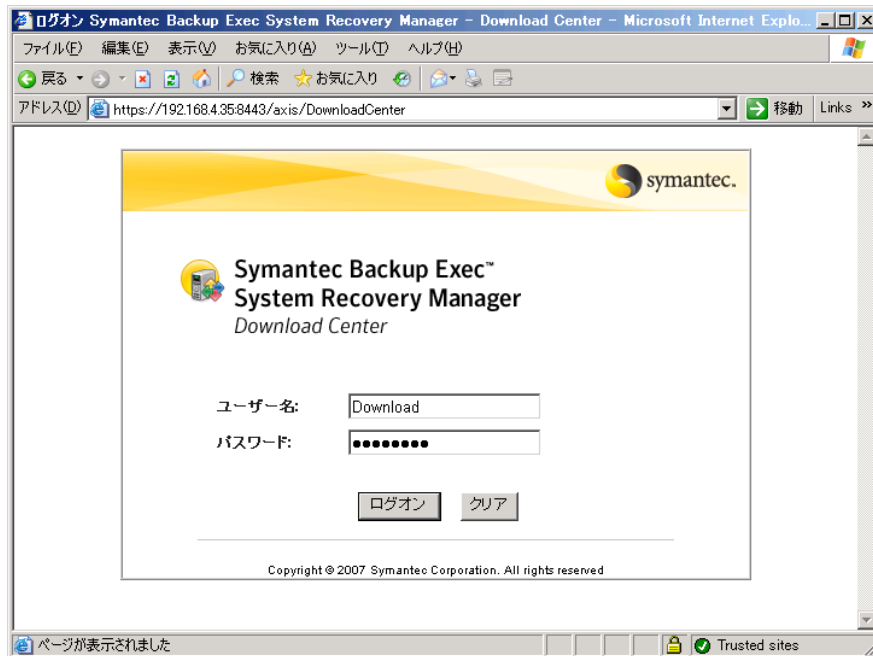 ログオン Symantec Backup Exec System Recovery Manager - Download Center - Microsoft Internet Explo...
ファイル(F) 編集(E) 表示(V) お気に入り(A) ツール(T) ヘルプ(H)
戻る 検索 お気に入り
アドレス(D) https://192.168.4.35:8443/axis/DownloadCenter 移動 Links »
symantec.
Symantec Backup Exec™
System Recovery Manager
Download Center
ユーザー名: Download
パスワード: ●●●●●●●●
ログオン クリア
Copyright © 2007 Symantec Corporation. All rights reserved
ページが表示されました Trusted sites